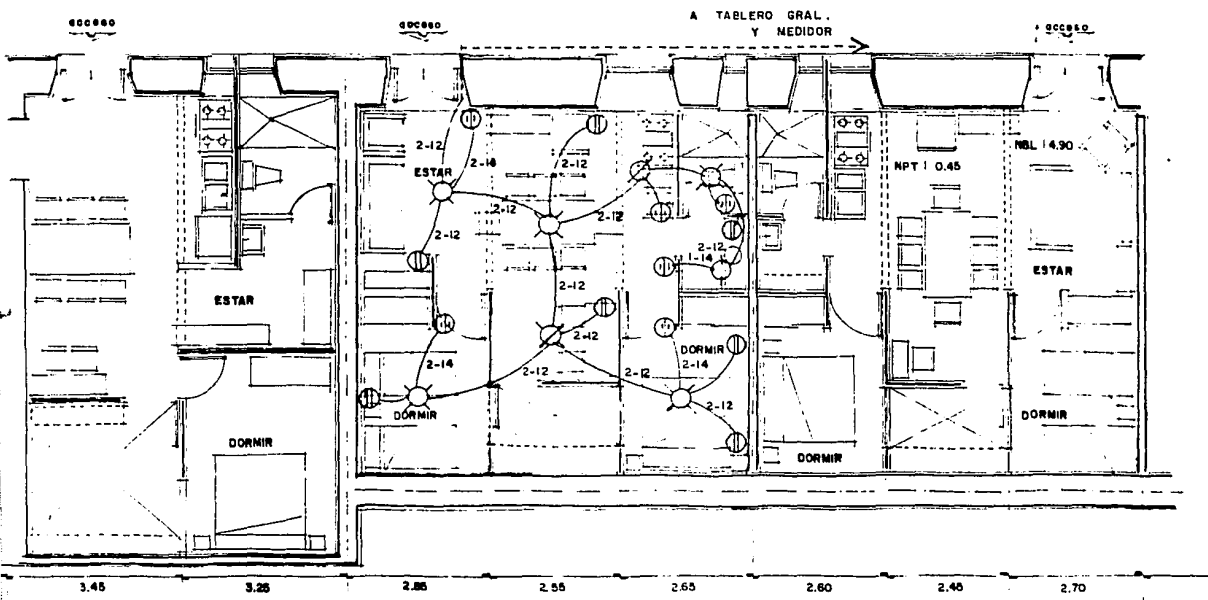 acceso
acceso
A TABLERO GRAL.
Y MEDIDOR
acceso
2-12
2-14
ESTAR
2-12
NBL 14.90
NPT 0.45
2-12
2-12
2-12
2-12
1-14
ESTAR
ESTAR
2-12
2-12
DORMIR
2-14
2-12
2-12
2-14
2-12
DORMIR
DORMIR
DORMIR
DORMIR
3.45
3.25
2.85
2.55
2.65
2.60
2.45
2.70